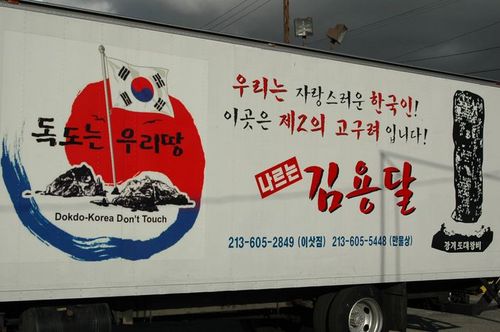 독도는 우리땅
Dokdo-Korea Don't Touch
우리는 자랑스러운 한국인!
이곳은 제2의 고구려 입니다!
나르는 김용달
213-605-2849 (이삿짐) 213-605-5448 (만물상)
광개토대왕비